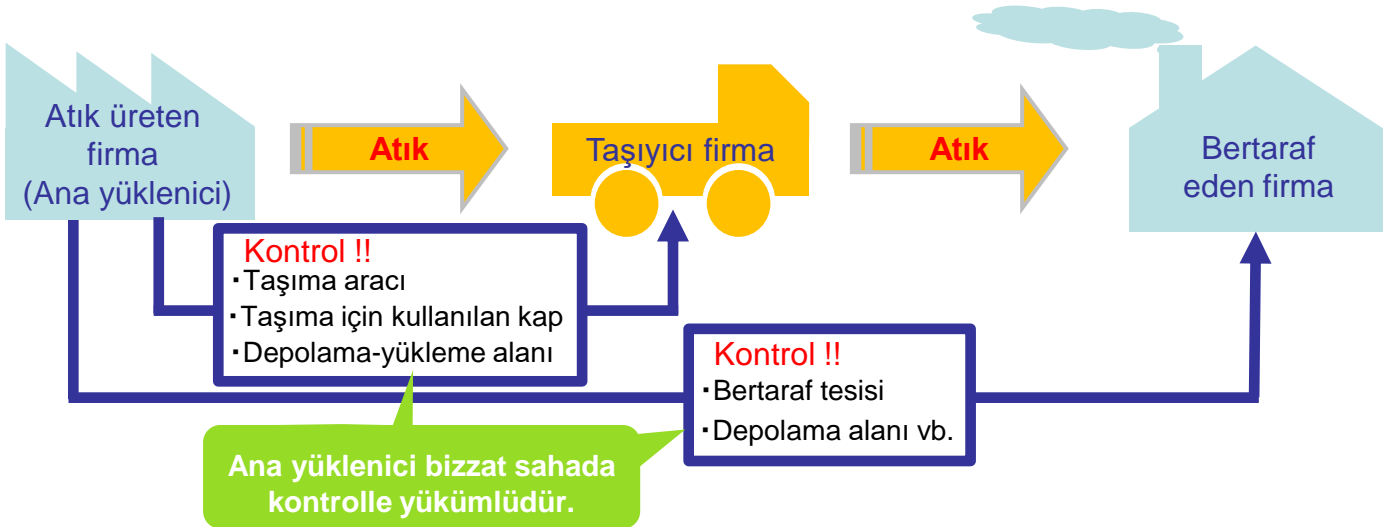 Atık üreten
firma
(Ana yüklenici)
Atık
Taşıyıcı firma
Atık
Bertaraf
eden firma
Kontrol !!
・Taşıma aracı
・Taşıma için kullanılan kap
・Depolama-yükleme alanı
Kontrol !!
・Bertaraf tesisi
・Depolama alanı vb.
Ana yüklenici bizzat sahada
kontrolle yükümlüdür.